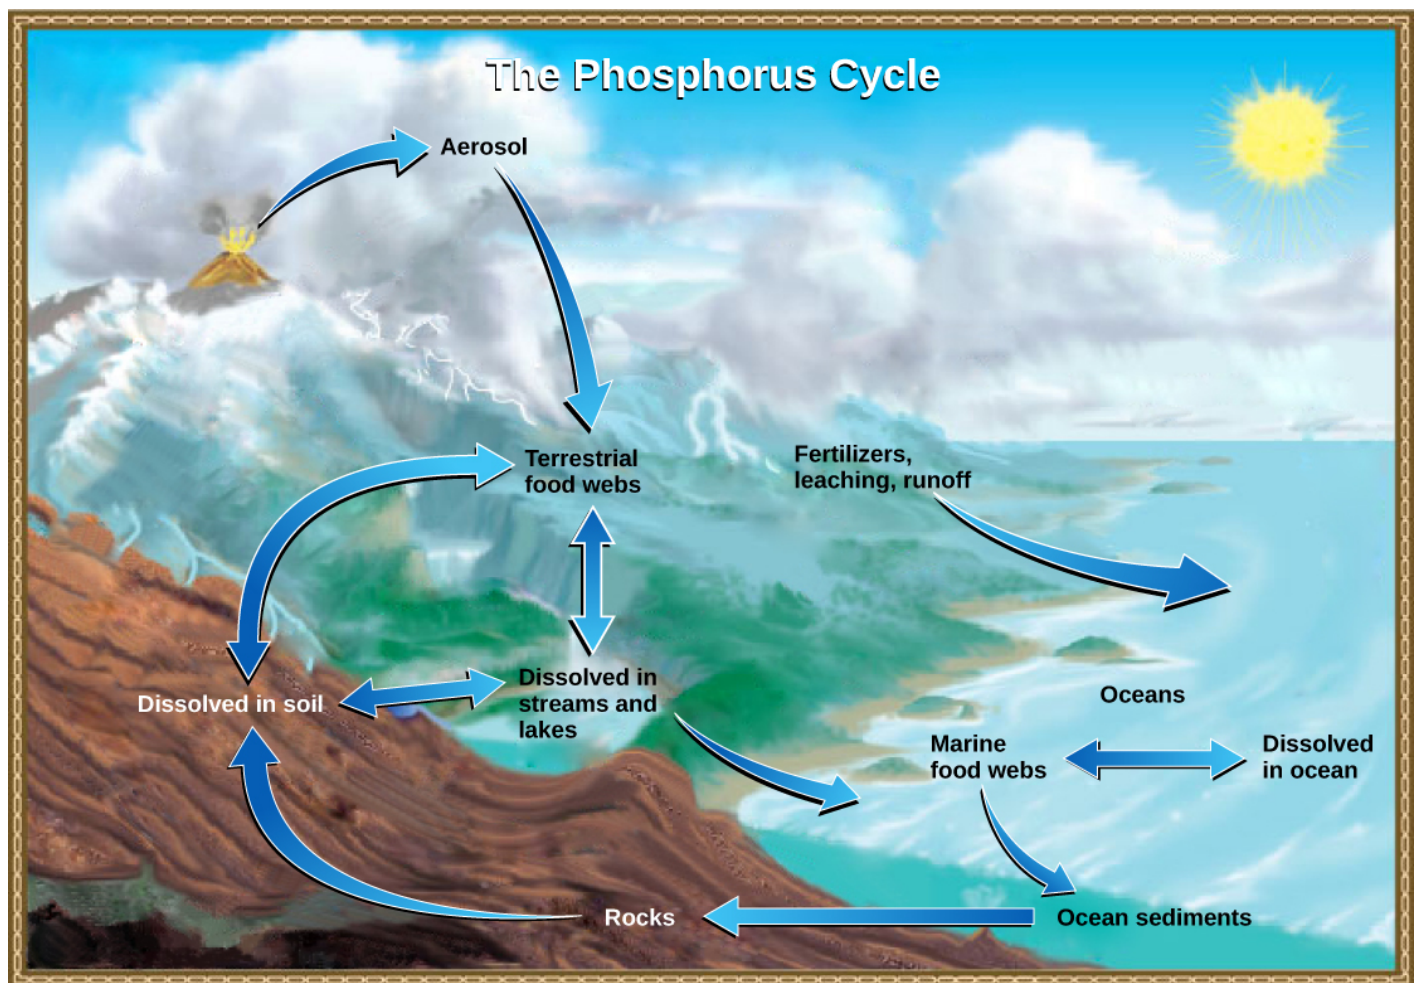 The Phosphorus Cycle
Aerosol
Terrestrial
food webs
Fertilizers,
leaching, runoff
Dissolved in soil
Dissolved in
streams and
lakes
Oceans
Marine
food webs
Dissolved
in ocean
Rocks
Ocean sediments